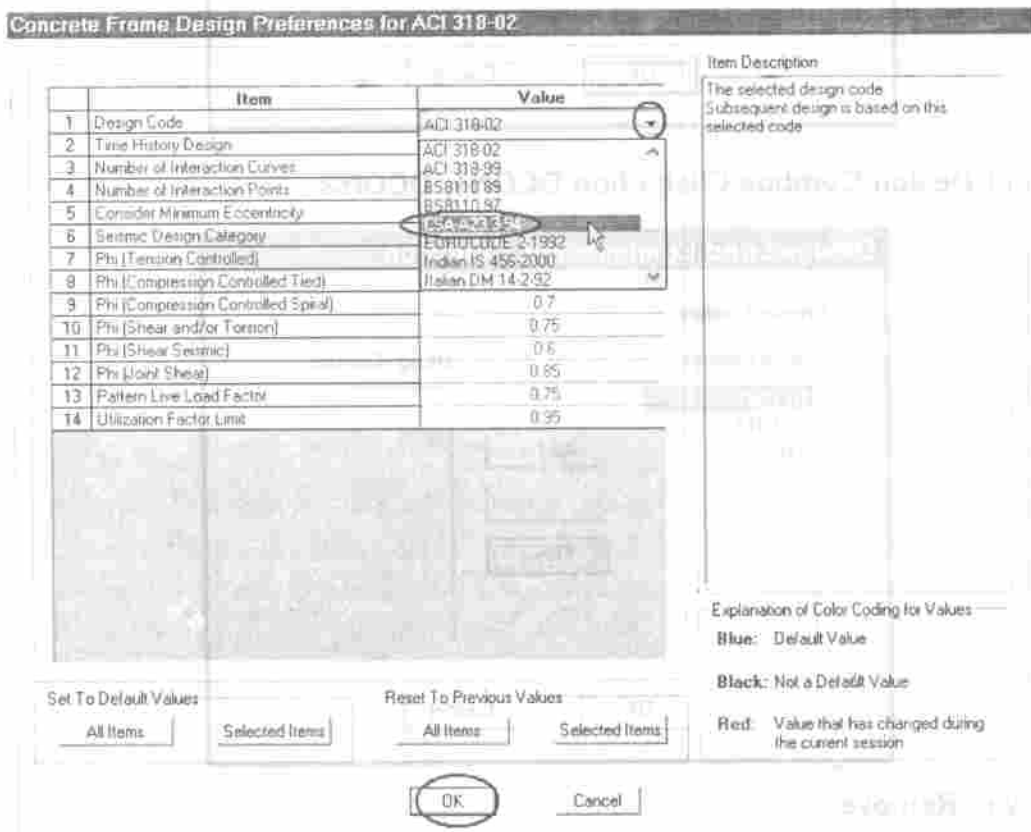 Concrete Frame Design Preferences for ACI 318-02
Item Value
1 Design Code ACI 318-02
2 Time History Design
3 Number of Interaction Curves
4 Number of Interaction Points
5 Consider Minimum Eccentricity
6 Seismic Design Category
7 Phi (Tension Controlled)
8 Phi (Compression Controlled Tied)
9 Phi (Compression Controlled Spiral) 0.7
10 Phi (Shear and/or Torsion) 0.75
11 Phi (Shear Seismic) 0.6
12 Phi (Joint Shear) 0.85
13 Pattern Live Load Factor 0.75
14 Utilization Factor Limit 0.95
ACI 318-02
ACI 318-99
BS8110 89
BS8110 97
CSA-A23.3-94
EUROCODE 2-1992
Indian IS 456-2000
Italian DM 14-2-92
Item Description
The selected design code
Subsequent design is based on this
selected code
Explanation of Color Coding for Values
Blue: Default Value
Black: Not a Default Value
Red: Value that has changed during
the current session
Set To Default Values
All Items Selected Items
Reset To Previous Values
All Items Selected Items
OK Cancel